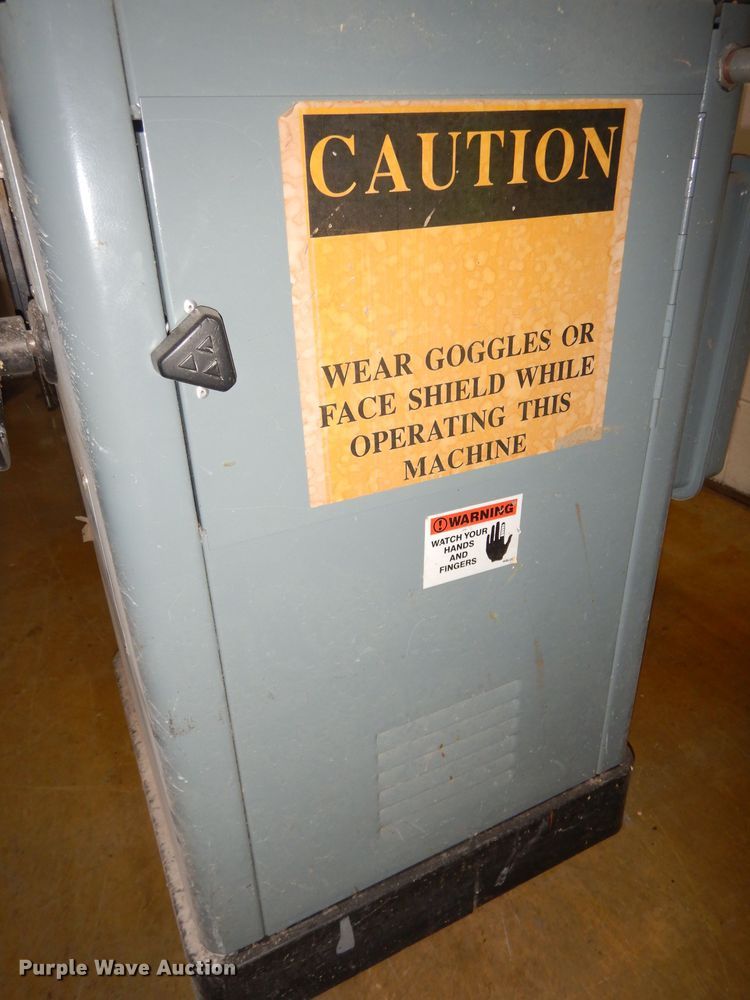 CAUTION
WEAR GOGGLES OR
FACE SHIELD WHILE
OPERATING THIS
MACHINE
WARNING
WATCH YOUR
HANDS
AND
FINGERS
Purple Wave Auction